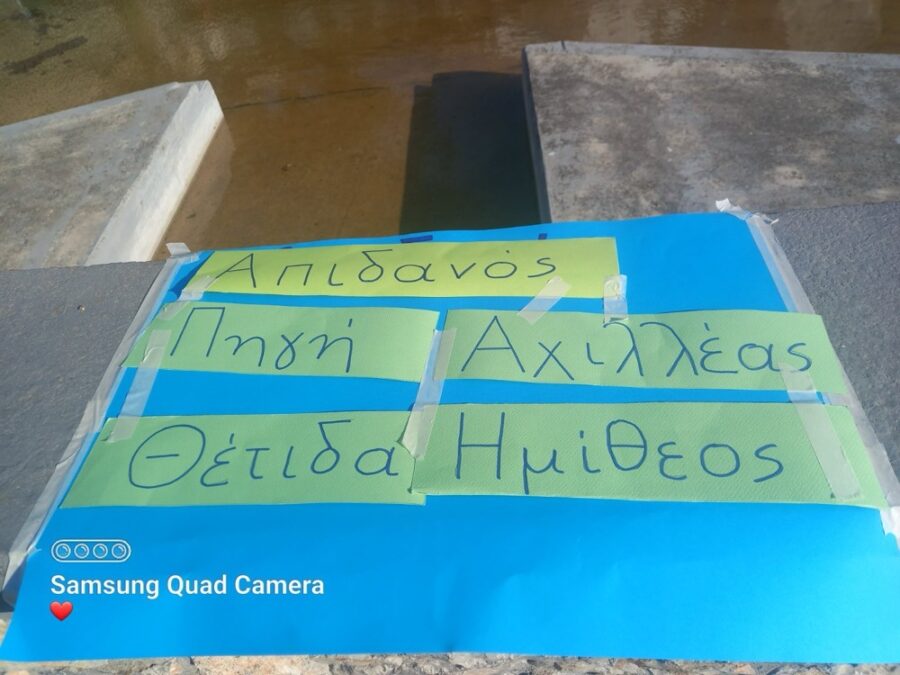 Απιδανός
Πηγή Αχιλλέας
Θέτιδα Ημίθεος
Samsung Quad Camera